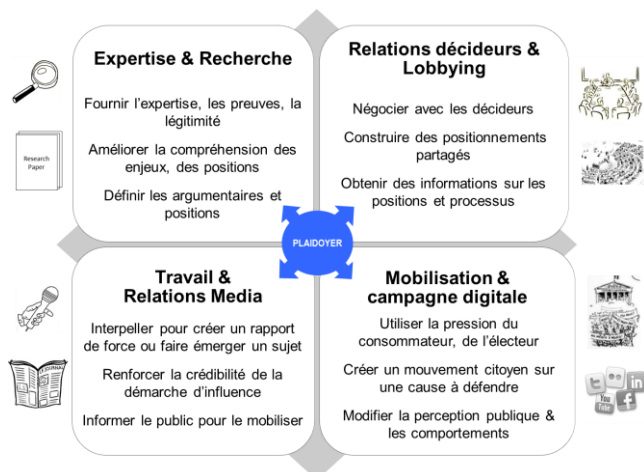 Expertise & Recherche
Fournir l'expertise, les preuves, la
légitimité
Améliorer la compréhension des
enjeux, des positions
Définir les argumentaires et
positions
Research
Paper
Relations décideurs &
Lobbying
Négocier avec les décideurs
Construire des positionnements
partagés
Obtenir des informations sur les
positions et processus
PLAIDOYER
Travail &
Relations Media
Interpeller pour créer un rapport
de force ou faire émerger un sujet
Renforcer la crédibilité de la
démarche d'influence
Informer le public pour le mobiliser
JOURNAL
Mobilisation &
campagne digitale
Utiliser la pression du
consommateur, de l'électeur
Créer un mouvement citoyen sur
une cause à défendre
Modifier la perception publique &
les comportements
t
in
You
Tube
f